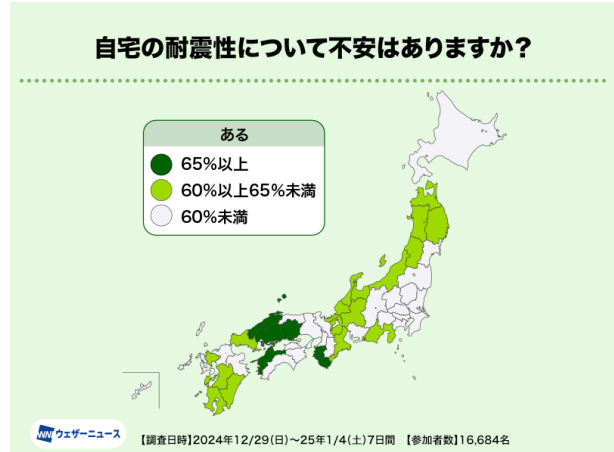 自宅の耐震性について不安はありますか？
ある
65%以上
60%以上65%未満
60%未満
WNI ウェザーニュース
【調査日時】2024年12/29(日)～25年1/4(土)7日間 【参加者数】16,684名